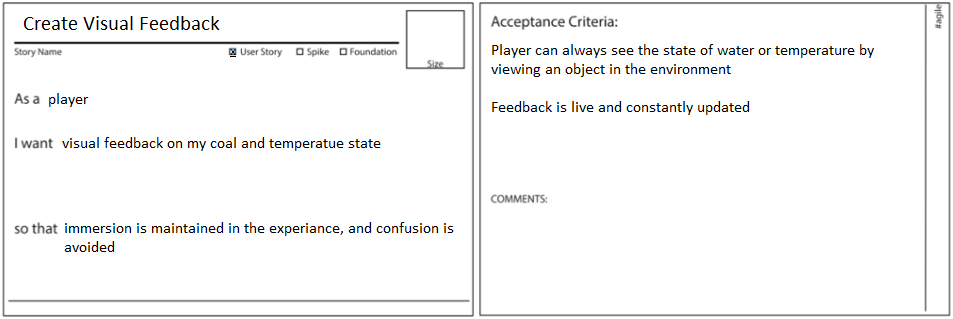 Create Visual Feedback
Story Name
User Story
Spike
Foundation
Size
As a player
I want visual feedback on my coal and temperatue state
so that immersion is maintained in the experiance, and confusion is
avoided
Acceptance Criteria:
#agile
Player can always see the state of water or temperature by
viewing an object in the environment
Feedback is live and constantly updated
COMMENTS: